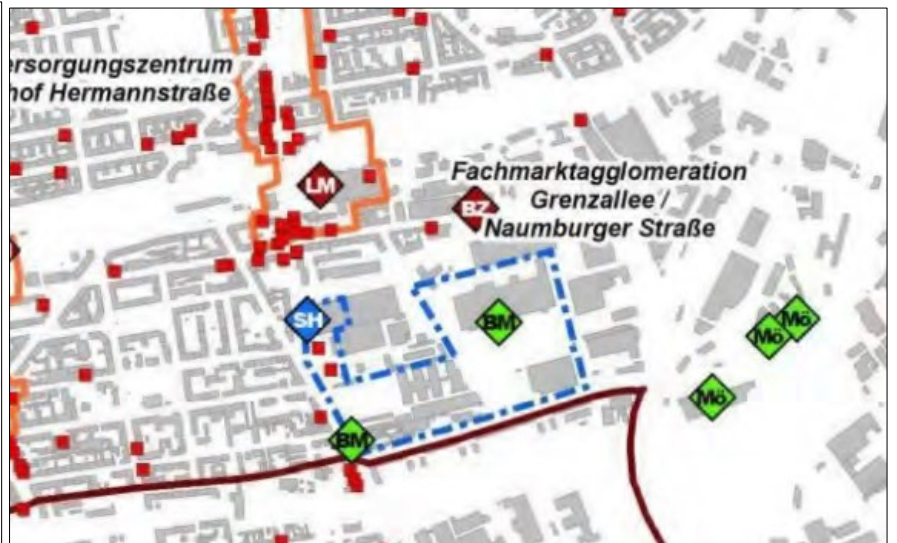 ersorgungszentrum
hof Hermannstraße
LM
Fachmarktagglomeration
Grenzallee /
Naumburger Straße
BZ
SH
BM
Mö
Mö
Mö
BM